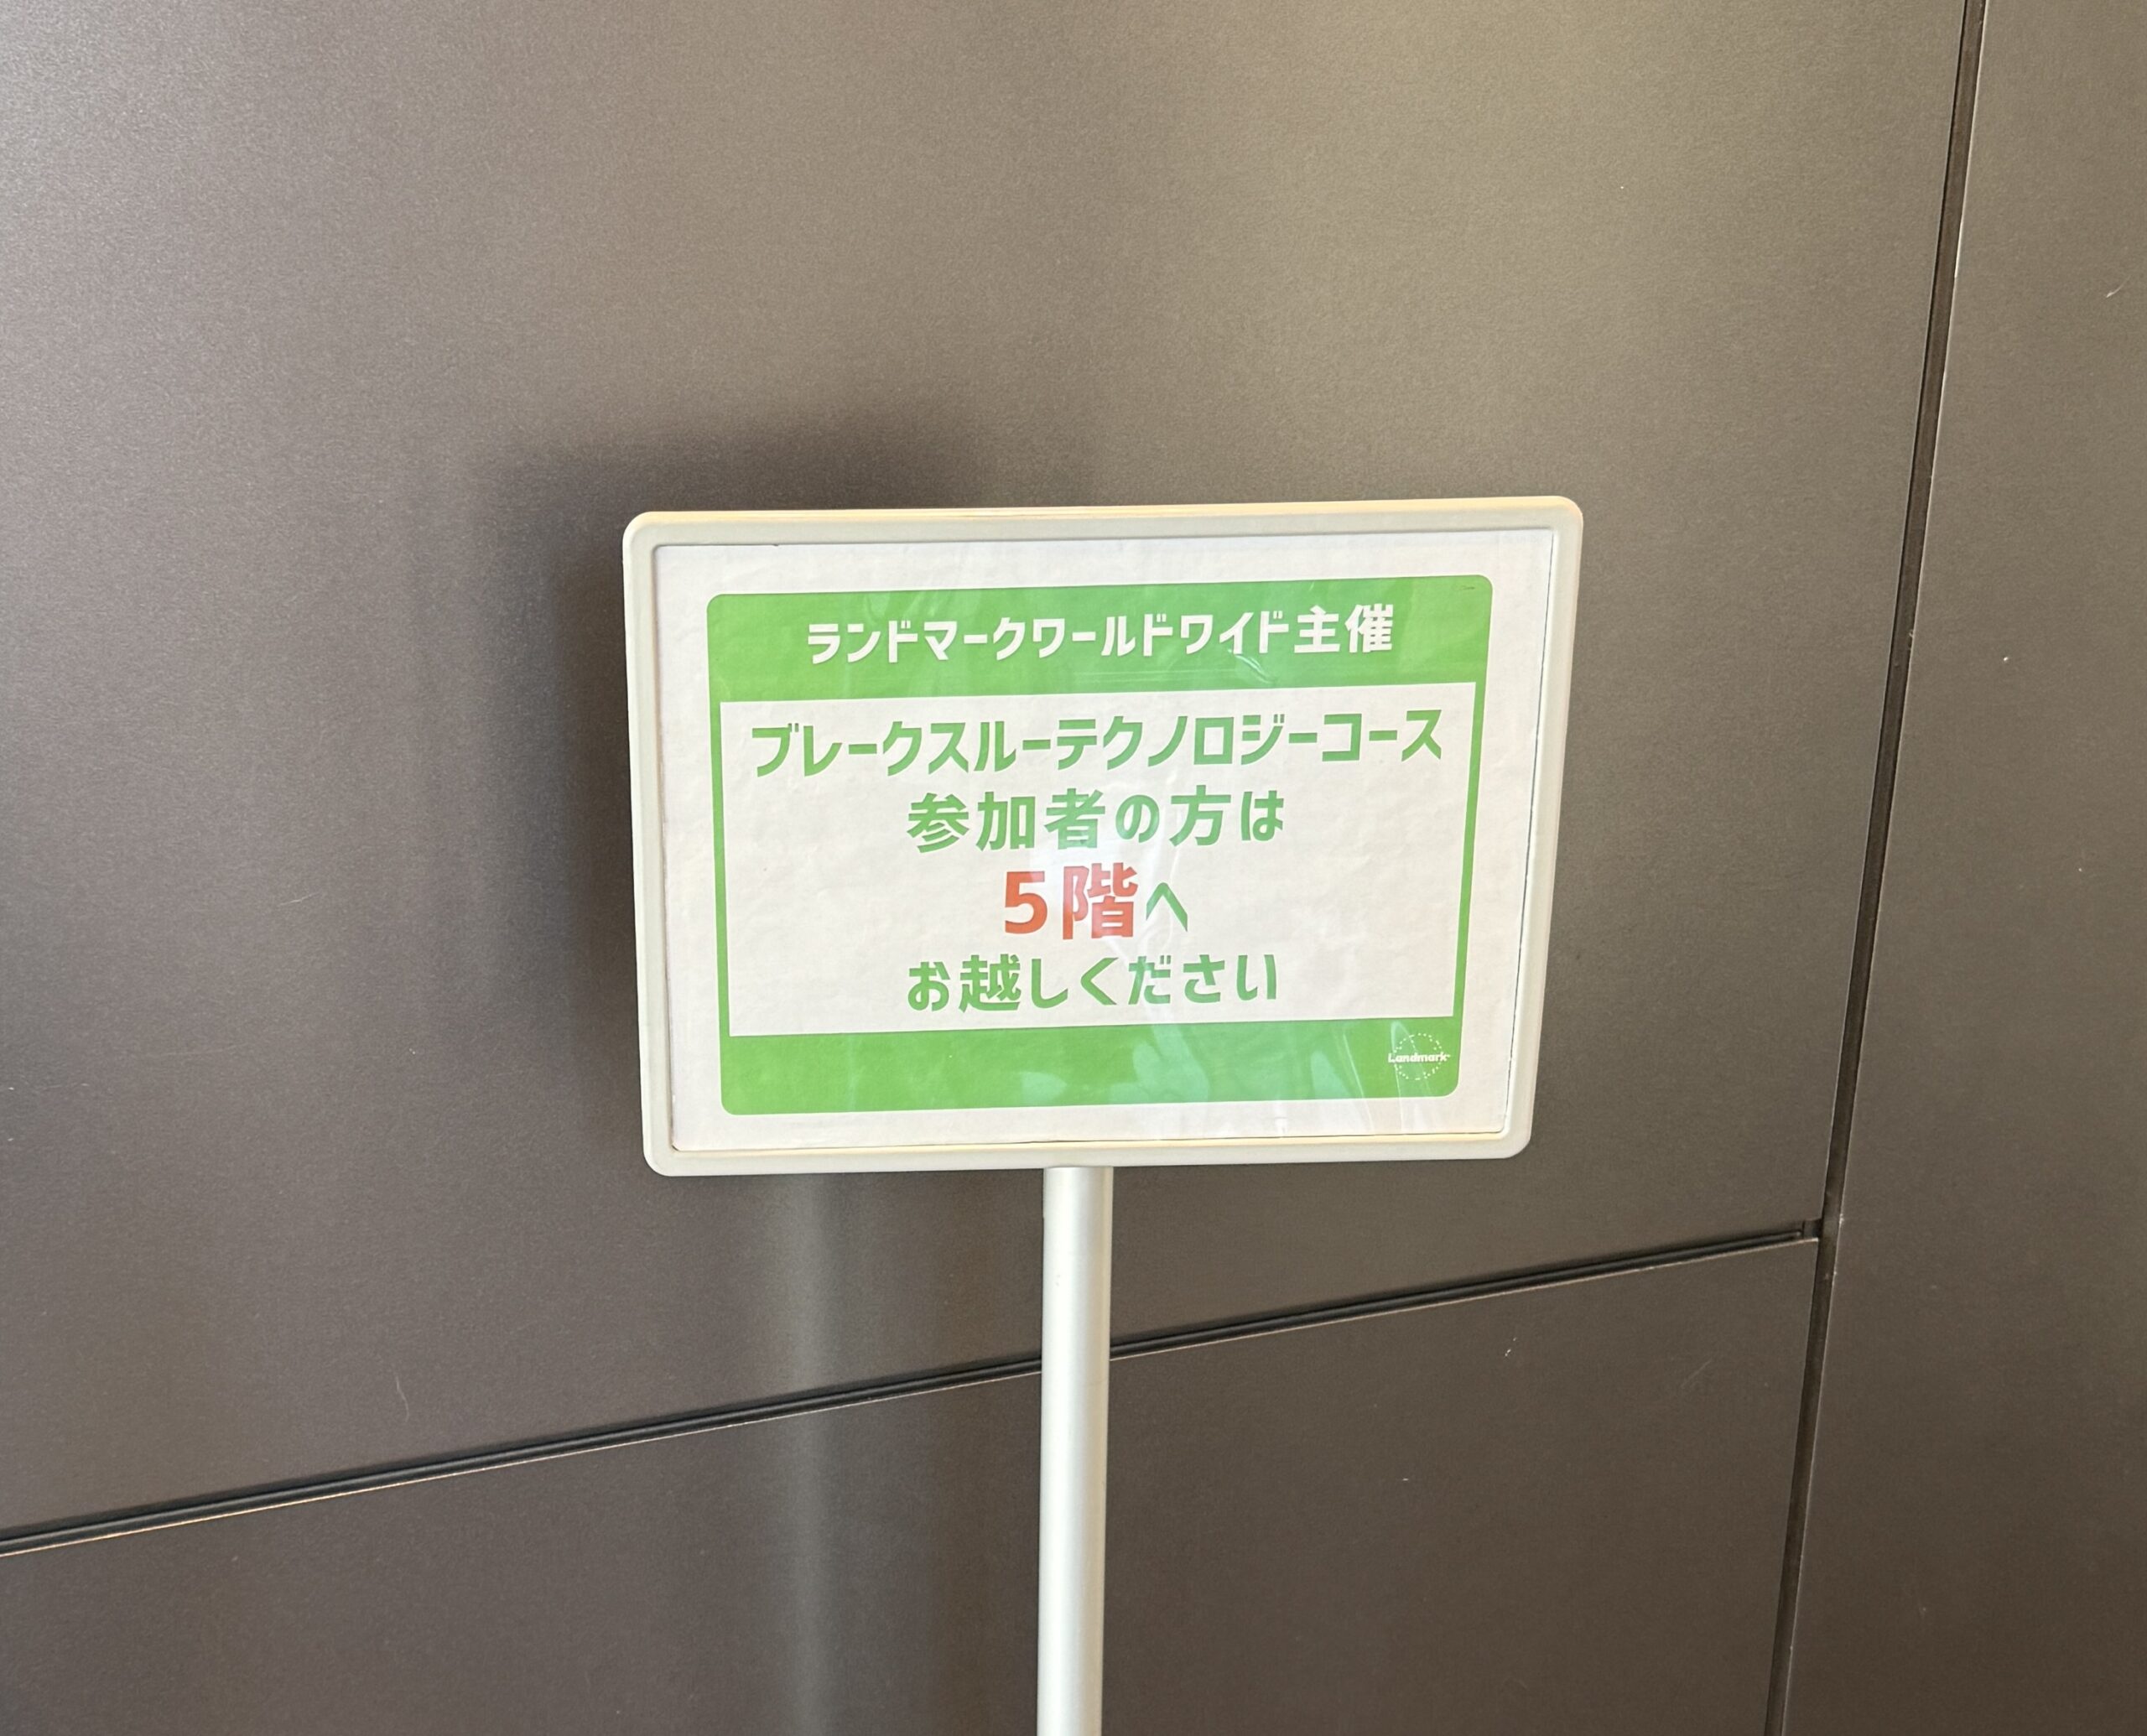 ランドマークワールドワイド主催
ブレークスルーテクノロジーコース
参加者の方は
5階へ
お越しください
Landmark